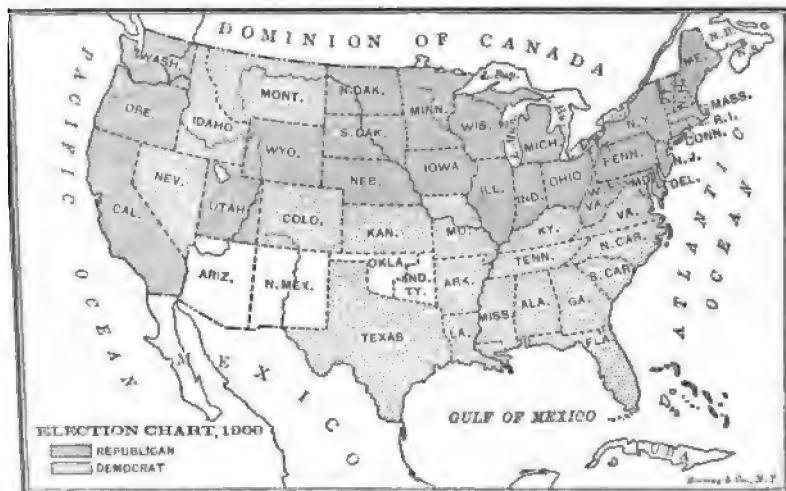 DOMINION OF CANADA
PACIFIC
OCEAN
ATLANTIC
OCEAN
WASH.
MONT.
N. DAK.
MINN.
ME.
N.B.
N.S.
ORE.
IDAHO
S. DAK.
WIS.
MICH.
N.Y.
N.H.
MASS.
R.I.
CONN.
WYO.
IOWA
PENN.
N.J.
DEL.
MD.
NEV.
UTAH
NEB.
ILL.
IND.
OHIO
W. VA.
VA.
CAL.
COLO.
KAN.
MO.
KY.
N. CAR.
TENN.
ARIZ.
N. MEX.
OKLA.
IND. TY.
ARK.
S. CAR.
MISS.
ALA.
GA.
TEXAS
LA.
FLA.
MEXICO
GULF OF MEXICO
CUBA
ELECTION CHART, 1900
REPUBLICAN
DEMOCRAT